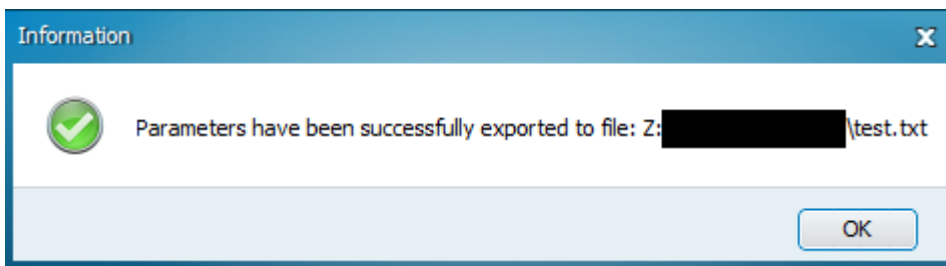 Information
Parameters have been successfully exported to file: Z: \test.txt
OK